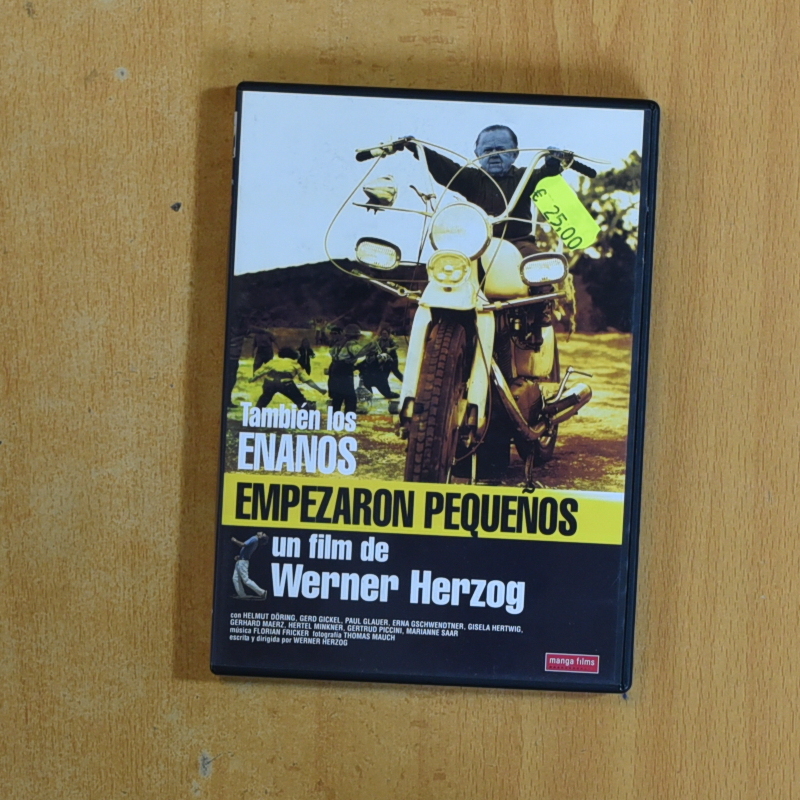 € 25,00
También los
ENANOS
EMPEZARON PEQUEÑOS
un film de
Werner Herzog
con HELMUT DÖRING, GERD GICKEL, PAUL GLAUER, ERNA GSCHWENDTNER, GISELA HERTWIG,
GERHARD MAERZ, HERTEL MINKNER, GERTRUD PICCINI, MARIANNE SAAR
música FLORIAN FRICKER fotografía THOMAS MAUCH
escrita y dirigida por WERNER HERZOG
manga films